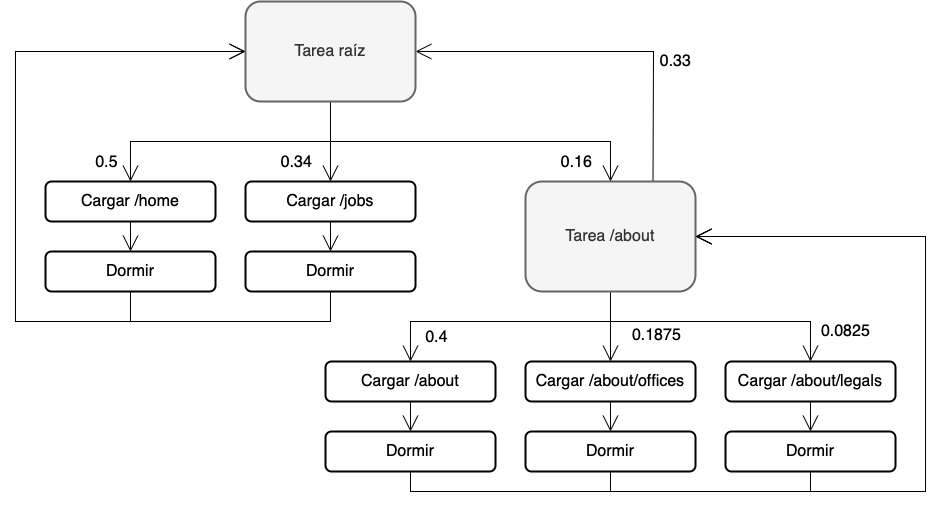 Tarea raíz
0.33
0.5
0.34
0.16
Cargar /home
Cargar /jobs
Tarea /about
Dormir
Dormir
0.4
0.1875
0.0825
Cargar /about
Cargar /about/offices
Cargar /about/legals
Dormir
Dormir
Dormir